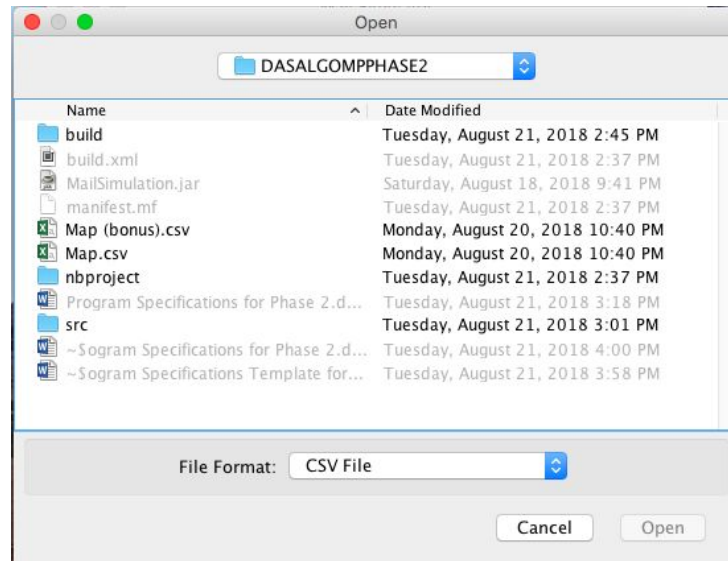 Open
DASALGOMPPHASE2
Name Date Modified
build Tuesday, August 21, 2018 2:45 PM
build.xml Tuesday, August 21, 2018 2:37 PM
MailSimulation.jar Saturday, August 18, 2018 9:41 PM
manifest.mf Tuesday, August 21, 2018 2:37 PM
Map (bonus).csv Monday, August 20, 2018 10:40 PM
Map.csv Monday, August 20, 2018 10:40 PM
nbproject Tuesday, August 21, 2018 2:37 PM
Program Specifications for Phase 2.d... Tuesday, August 21, 2018 3:18 PM
src Tuesday, August 21, 2018 3:01 PM
~$ogram Specifications for Phase 2.d... Tuesday, August 21, 2018 4:00 PM
~$ogram Specifications Template for... Tuesday, August 21, 2018 3:58 PM
File Format: CSV File
Cancel Open